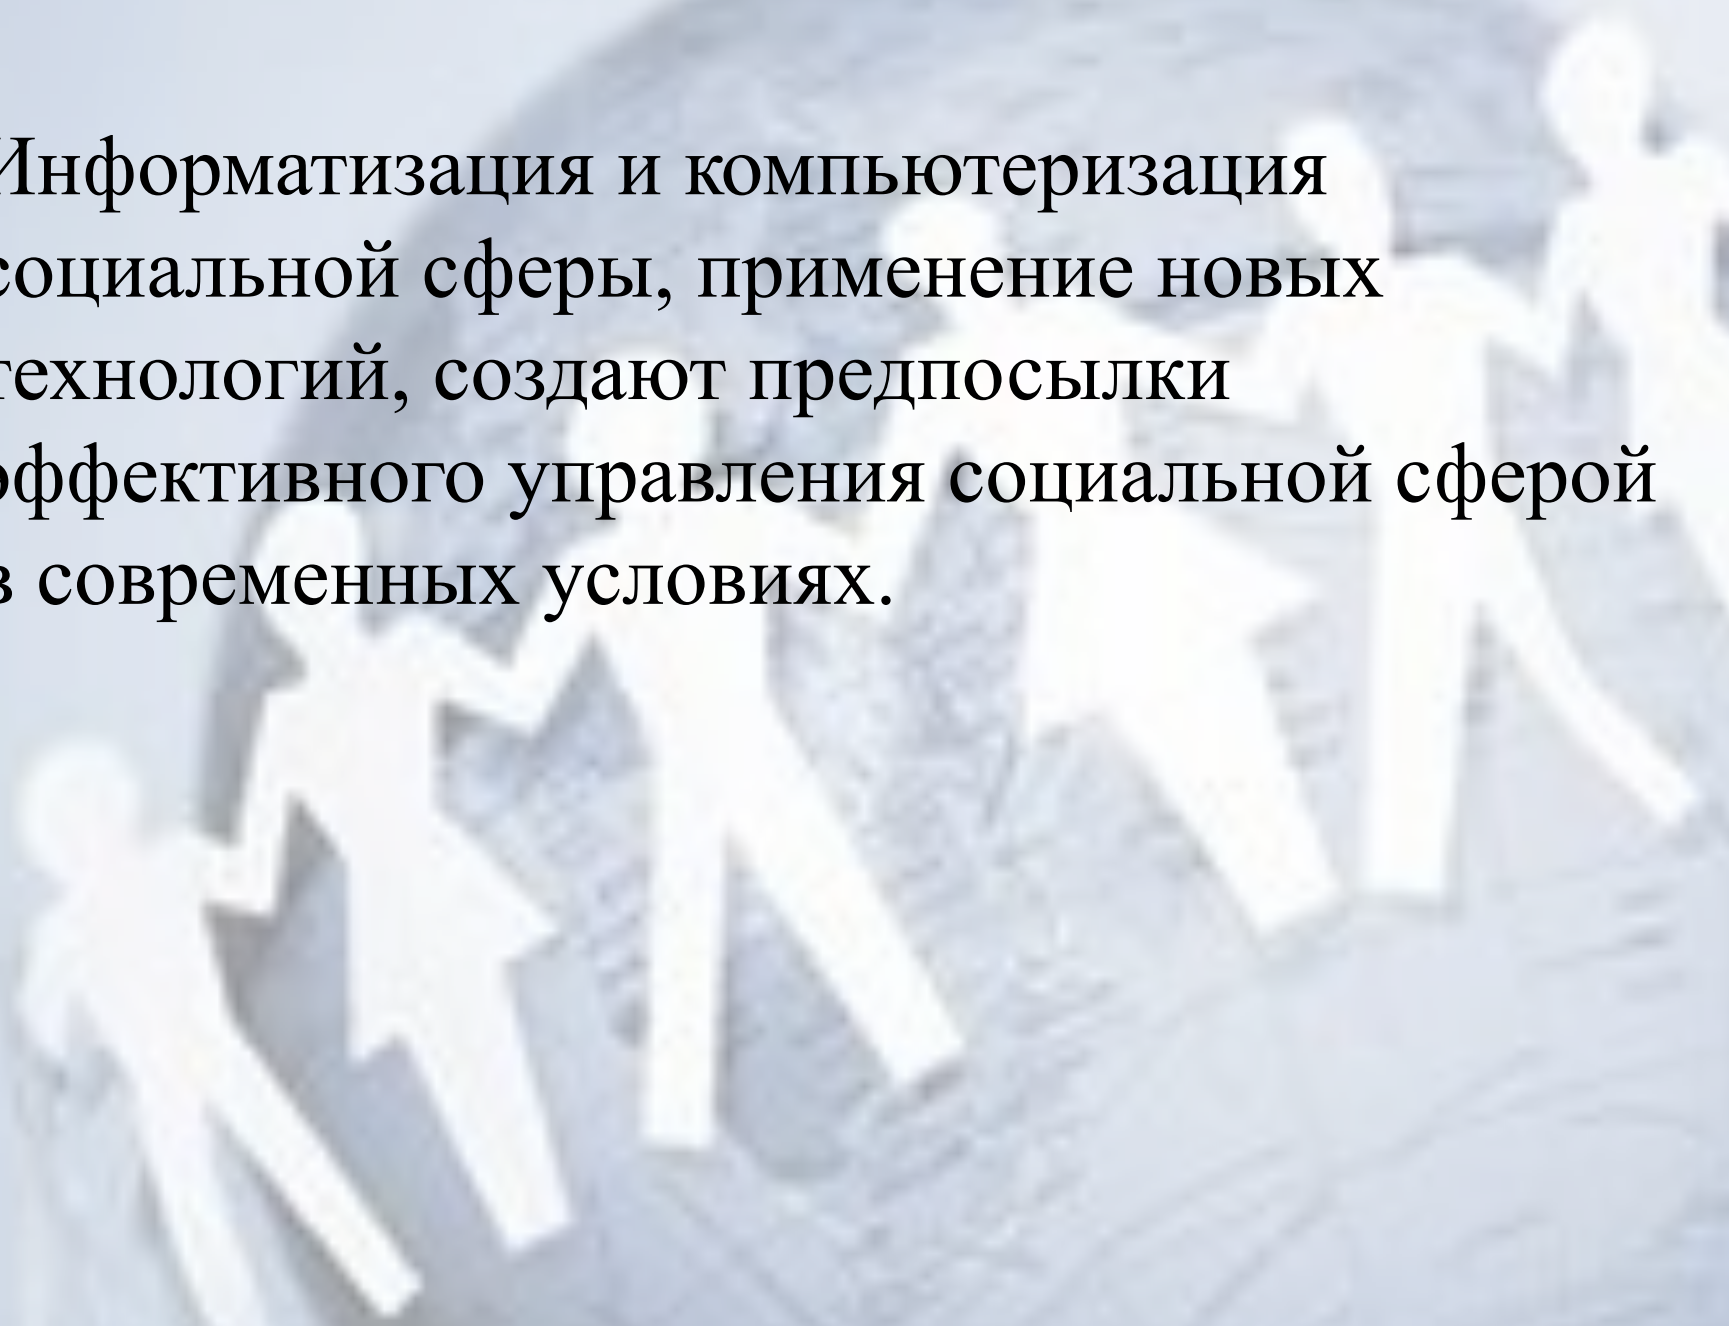 Информатизация и компьютеризация
социальной сферы, применение новых
технологий, создают предпосылки
эффективного управления социальной сферой
в современных условиях.